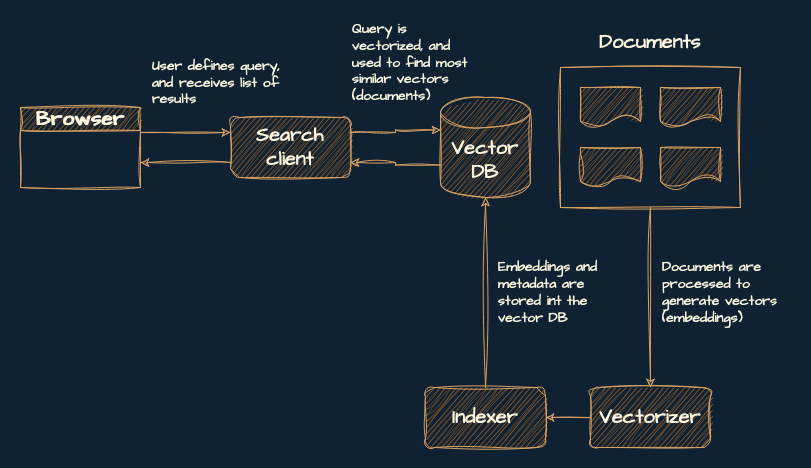 Query is
vectorized, and
used to find most
similar vectors
(documents)
Documents
User defines query,
and receives list of
results
Browser
Search
client
Vector
DB
Embeddings and
metadata are
stored int the
vector DB
Documents are
processed to
generate vectors
(embeddings)
Indexer
Vectorizer